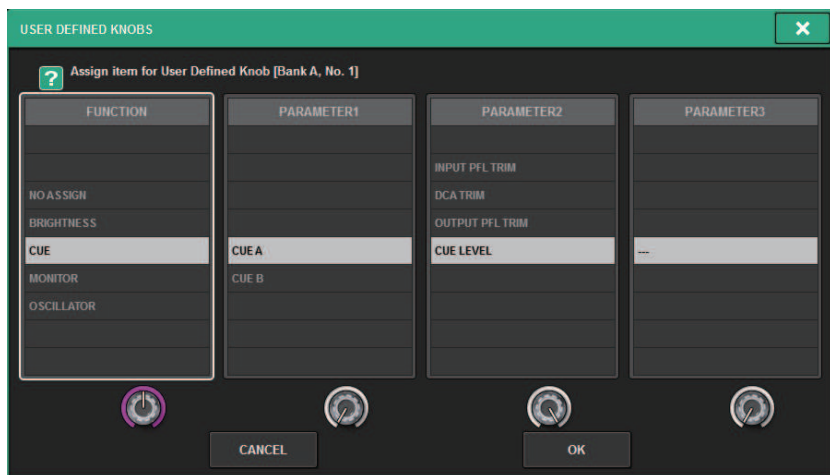 USER DEFINED KNOBS
Assign item for User Defined Knob [Bank A, No. 1]
FUNCTION PARAMETER1 PARAMETER2 PARAMETER3
INPUT PFL TRIM
NO ASSIGN DCA TRIM
BRIGHTNESS OUTPUT PFL TRIM
CUE CUE A CUE LEVEL ---
MONITOR CUE B
OSCILLATOR
CANCEL OK